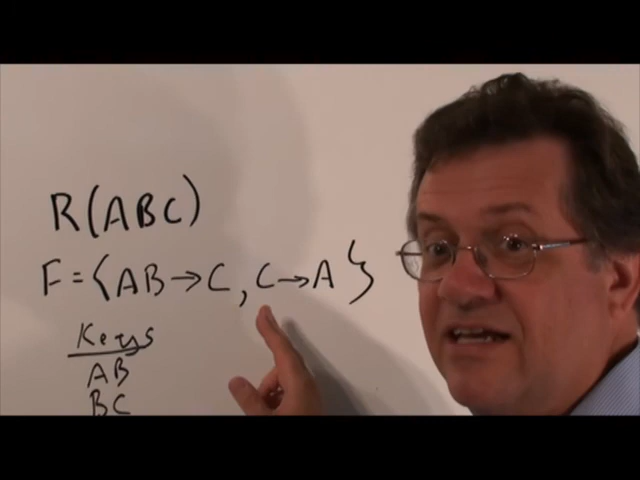 R(ABC)
F={AB→C, C→A}
Keys
AB
BC